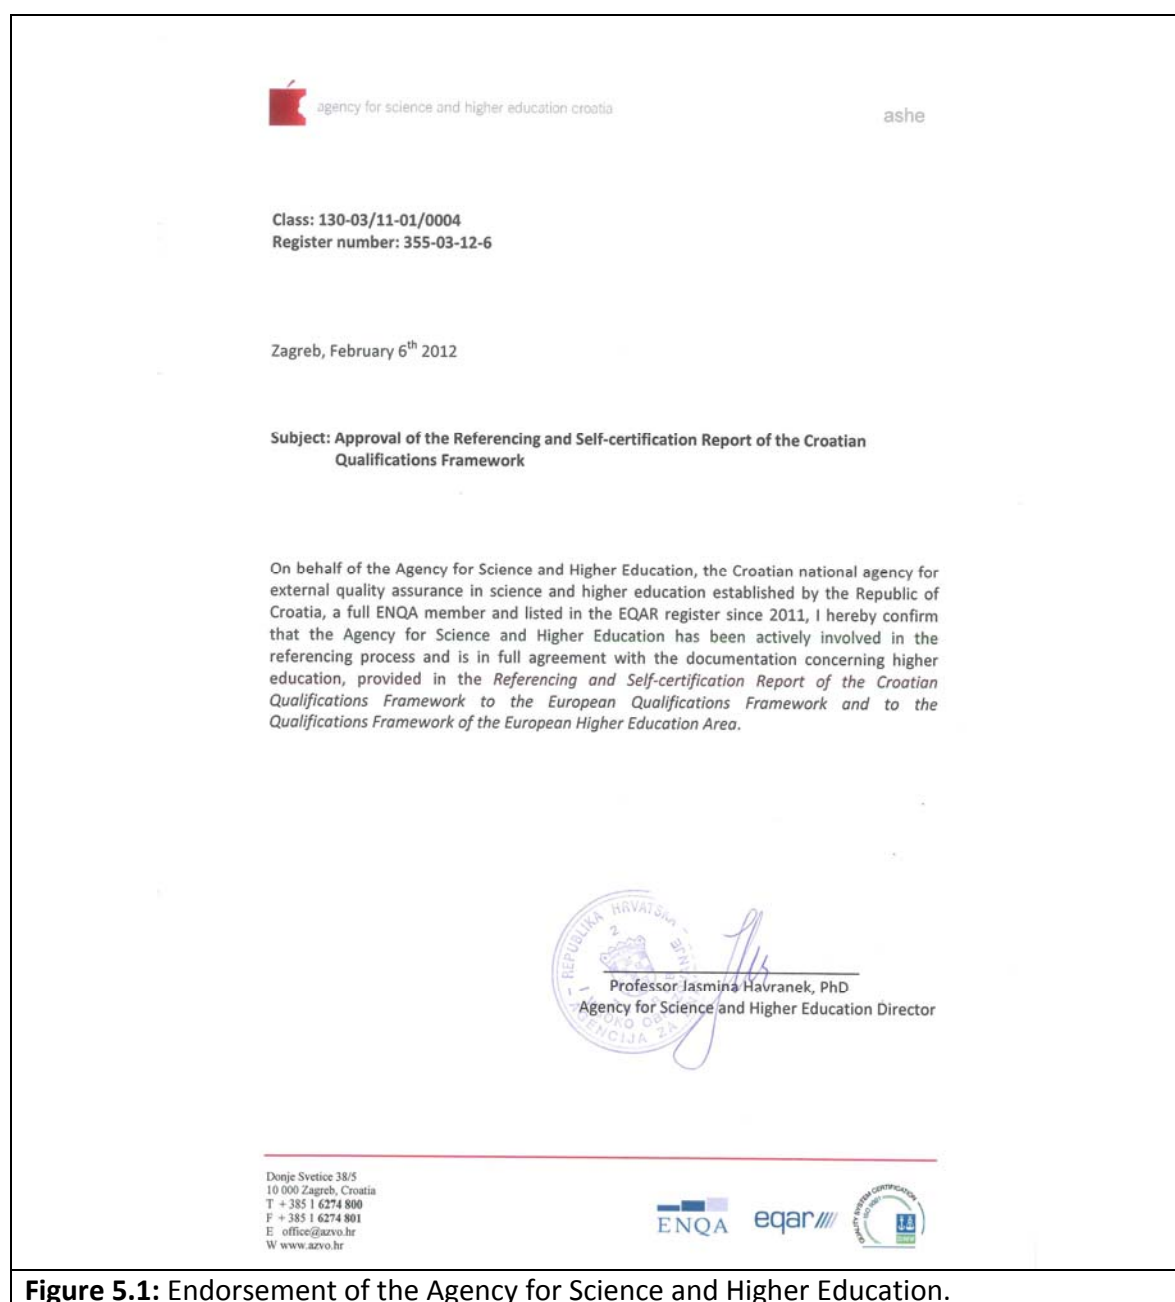 agency for science and higher education croatia
ashe
Class: 130-03/11-01/0004
Register number: 355-03-12-6
Zagreb, February 6th 2012
Subject: Approval of the Referencing and Self-certification Report of the Croatian
Qualifications Framework
On behalf of the Agency for Science and Higher Education, the Croatian national agency for
external quality assurance in science and higher education established by the Republic of
Croatia, a full ENQA member and listed in the EQAR register since 2011, I hereby confirm
that the Agency for Science and Higher Education has been actively involved in the
referencing process and is in full agreement with the documentation concerning higher
education, provided in the Referencing and Self-certification Report of the Croatian
Qualifications Framework to the European Qualifications Framework and to the
Qualifications Framework of the European Higher Education Area.
REPUBLIKA HRVATSKA
2
AGENCIJA ZA
Professor Jasmina Havranek, PhD
Agency for Science and Higher Education Director
Donje Svetice 38/5
10 000 Zagreb, Croatia
T + 385 1 6274 800
F + 385 1 6274 801
E office@azvo.hr
W www.azvo.hr
ENQA
eqar////
QUALITY SYSTEM CERTIFICATION
ISO 9001
Figure 5.1: Endorsement of the Agency for Science and Higher Education.